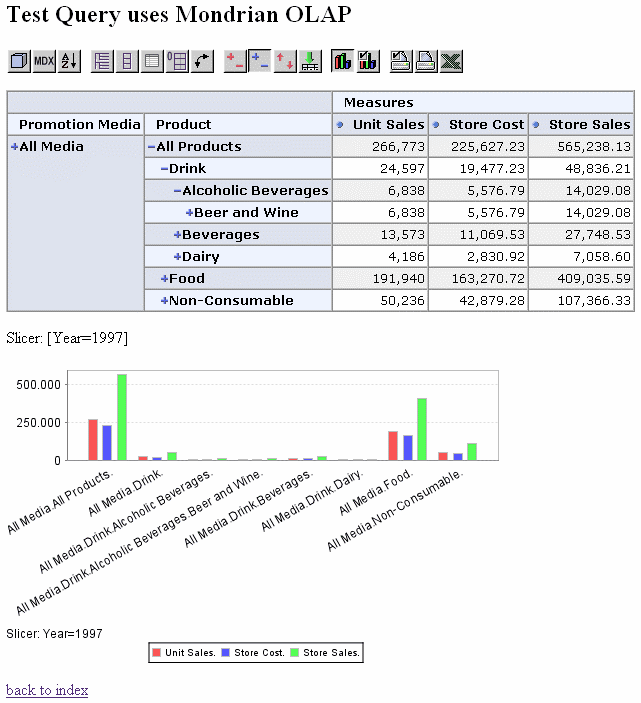 Test Query uses Mondrian OLAP
MDX A Z
Measures
Promotion Media Product Unit Sales Store Cost Store Sales
+All Media −All Products 266,773 225,627.23 565,238.13
−Drink 24,597 19,477.23 48,836.21
−Alcoholic Beverages 6,838 5,576.79 14,029.08
+Beer and Wine 6,838 5,576.79 14,029.08
+Beverages 13,573 11,069.53 27,748.53
+Dairy 4,186 2,830.92 7,058.60
+Food 191,940 163,270.72 409,035.59
+Non-Consumable 50,236 42,879.28 107,366.33
Slicer: [Year=1997]
500.000
250.000
0
All Media.All Products.
All Media.Drink.
All Media.Drink.Alcoholic Beverages.
All Media.Drink.Alcoholic Beverages.Beer and Wine.
All Media.Drink.Beverages.
All Media.Drink.Dairy.
All Media.Food.
All Media.Non-Consumable.
Slicer: Year=1997
Unit Sales. Store Cost. Store Sales.
back to index